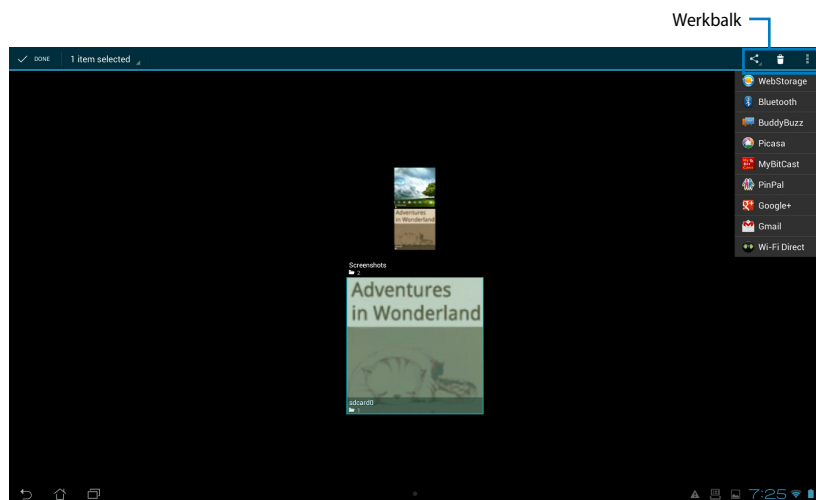 Werkbalk
DONE 1 item selected
WebStorage
Bluetooth
BuddyBuzz
Picasa
MyBitCast
PinPal
Google+
Gmail
Wi-Fi Direct
Adventures
in Wonderland
Screenshots
2
Adventures
in Wonderland
sdcard0
1
7:25